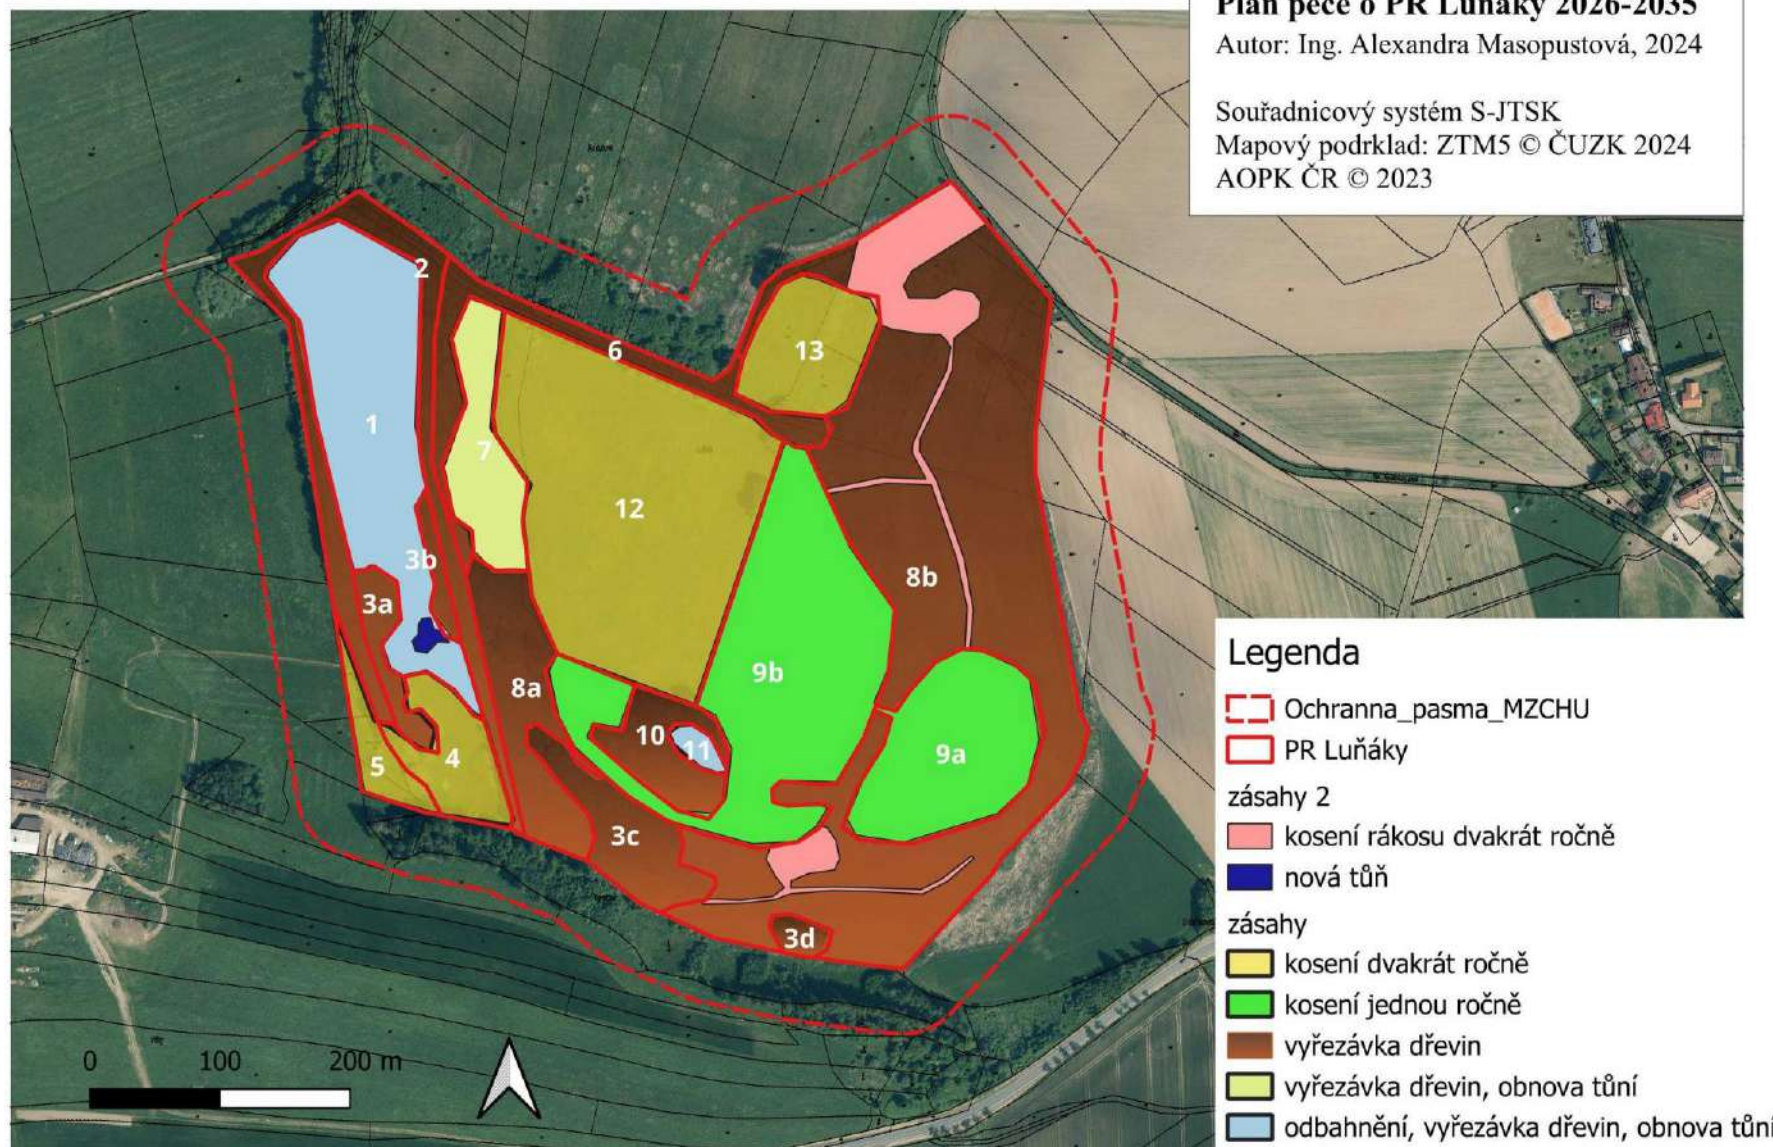 Plán péče o PR Luňáky 2026-2035
Autor: Ing. Alexandra Masopustová, 2024
Souřadnicový systém S-JTSK
Mapový podrklad: ZTM5 © ČUZK 2024
AOPK ČR © 2023
2
6
13
1
7
12
3b
8b
3a
9b
8a
10
11
9a
4
5
3c
3d
0 100 200 m
Legenda
Ochranna_pasma_MZCHU
PR Luňáky
zásahy 2
kosení rákosu dvakrát ročně
nová tůň
zásahy
kosení dvakrát ročně
kosení jednou ročně
vyřezávka dřevin
vyřezávka dřevin, obnova tůní
odbahnění, vyřezávka dřevin, obnova tůní